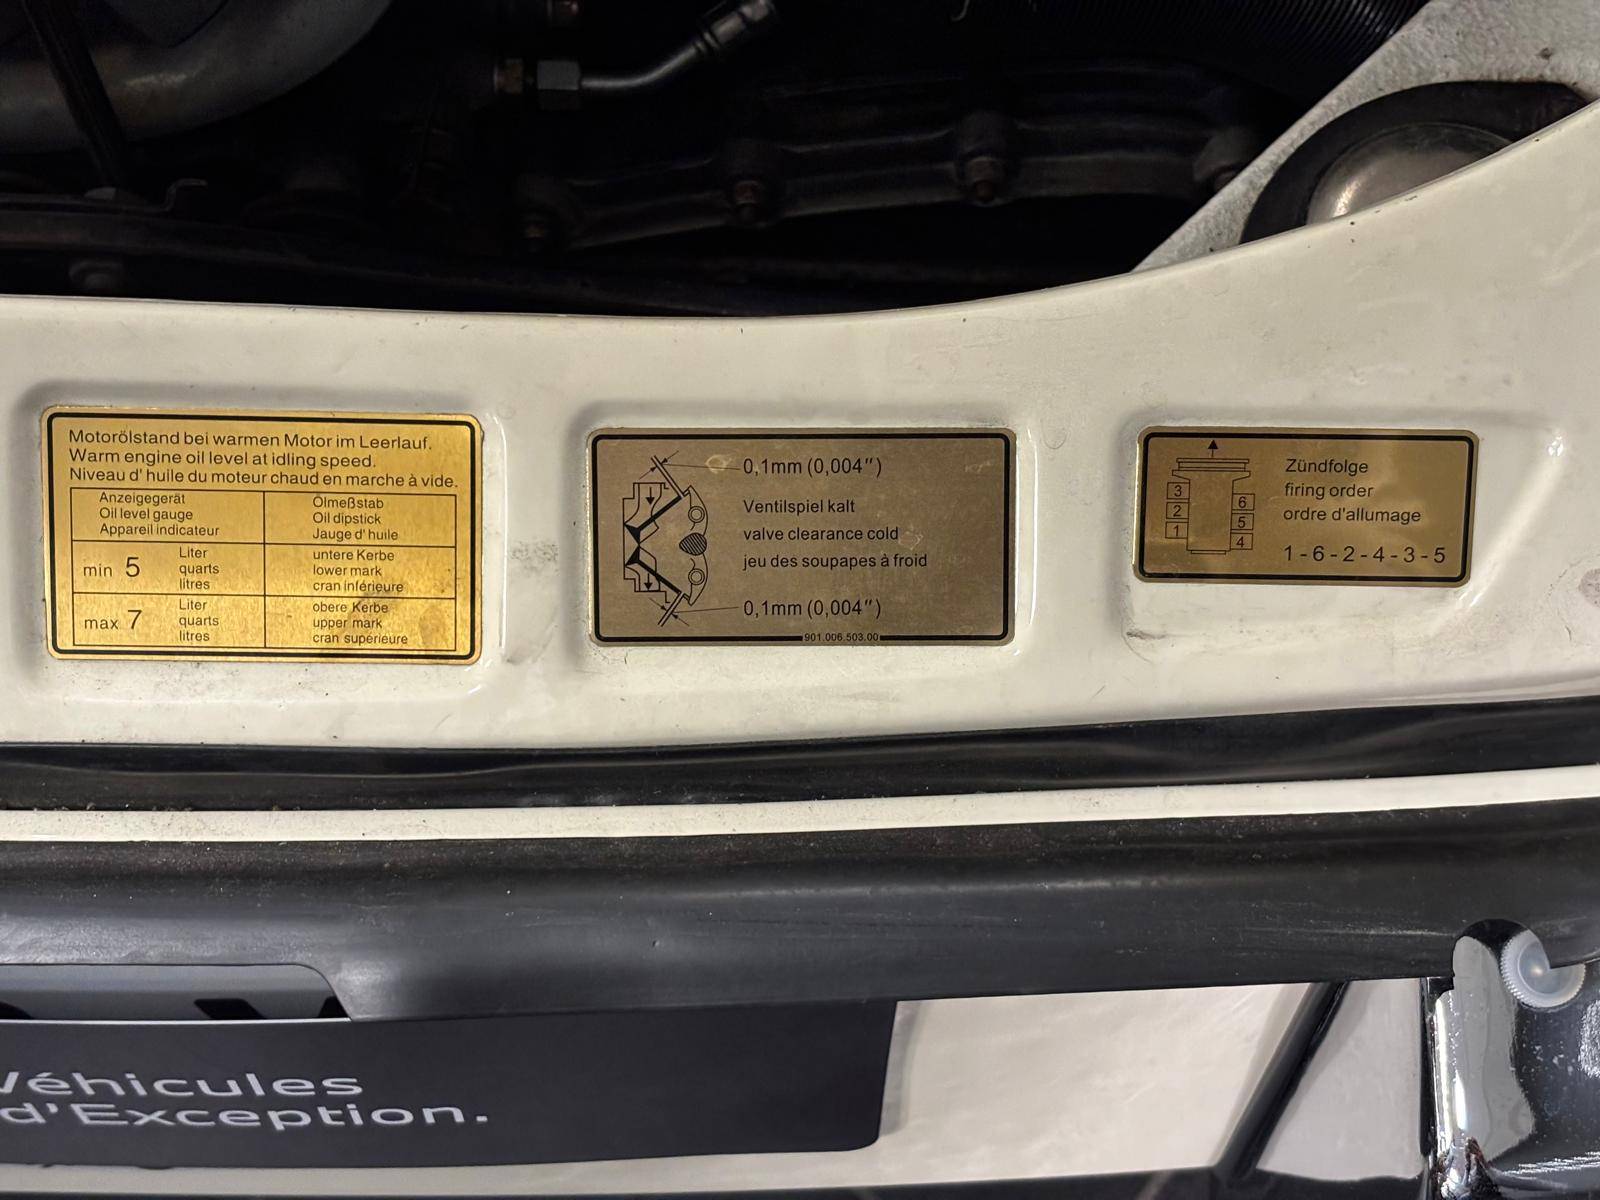 Motorölstand bei warmen Motor im Leerlauf.
Warm engine oil level at idling speed.
Niveau d'huile du moteur chaud en marche à vide.
Anzeigegerät
Oil level gauge
Appareil indicateur
Ölmeßstab
Oil dipstick
Jauge d'huile
min 5
Liter
quarts
litres
untere Kerbe
lower mark
cran inférieure
max 7
Liter
quarts
litres
obere Kerbe
upper mark
cran supérieure
0,1mm (0,004")
Ventilspiel kalt
valve clearance cold
jeu des soupapes à froid
0,1mm (0,004")
901.006.503.00
3
2
1
6
5
4
Zündfolge
firing order
ordre d'allumage
1-6-2-4-3-5
Véhicules
d'Exception.